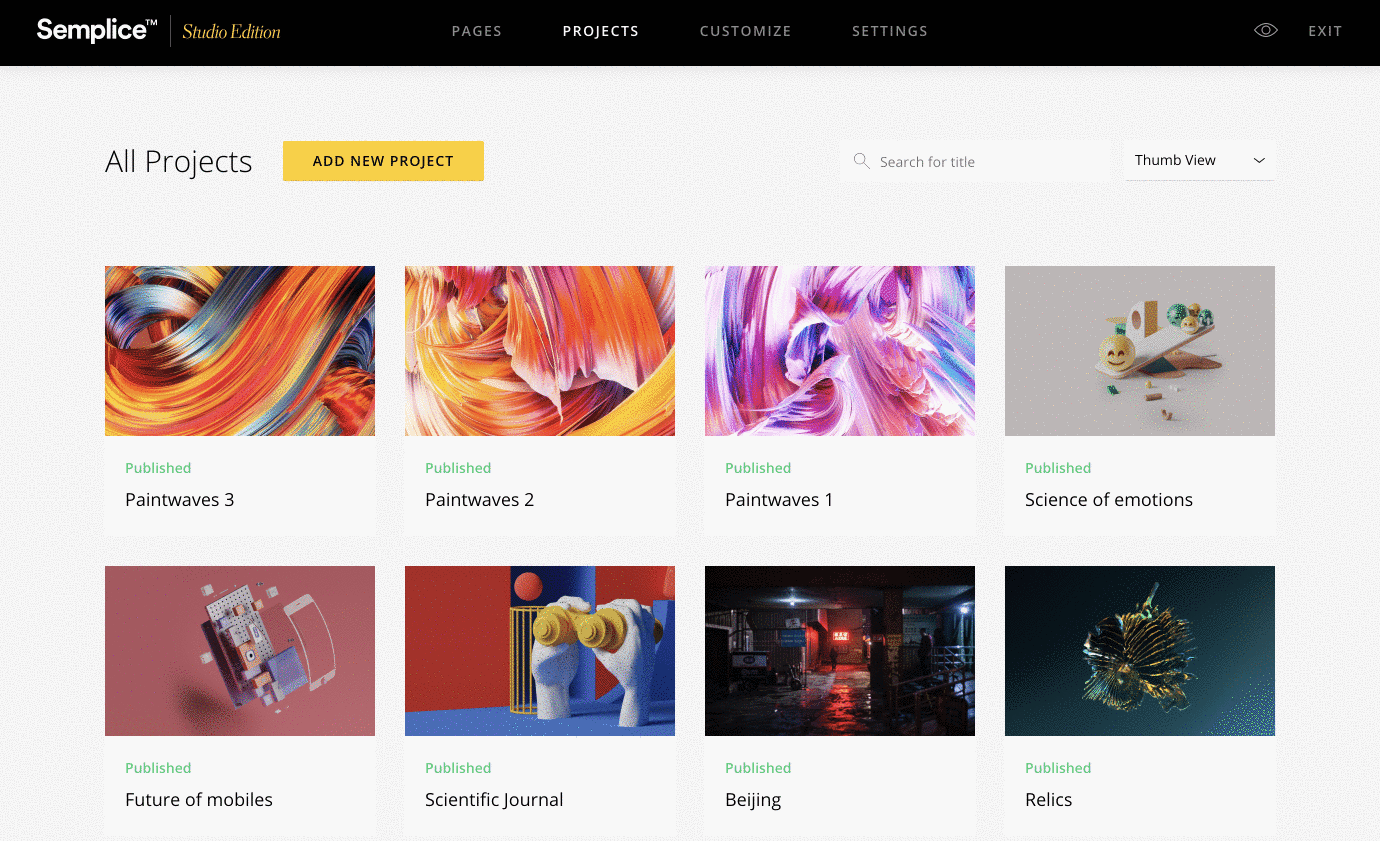 Semplice™ Studio Edition
PAGES PROJECTS CUSTOMIZE SETTINGS EXIT
All Projects
ADD NEW PROJECT
Search for title
Thumb View
Published
Paintwaves 3
Published
Paintwaves 2
Published
Paintwaves 1
Published
Science of emotions
Published
Future of mobiles
Published
Scientific Journal
Published
Beijing
Published
Relics